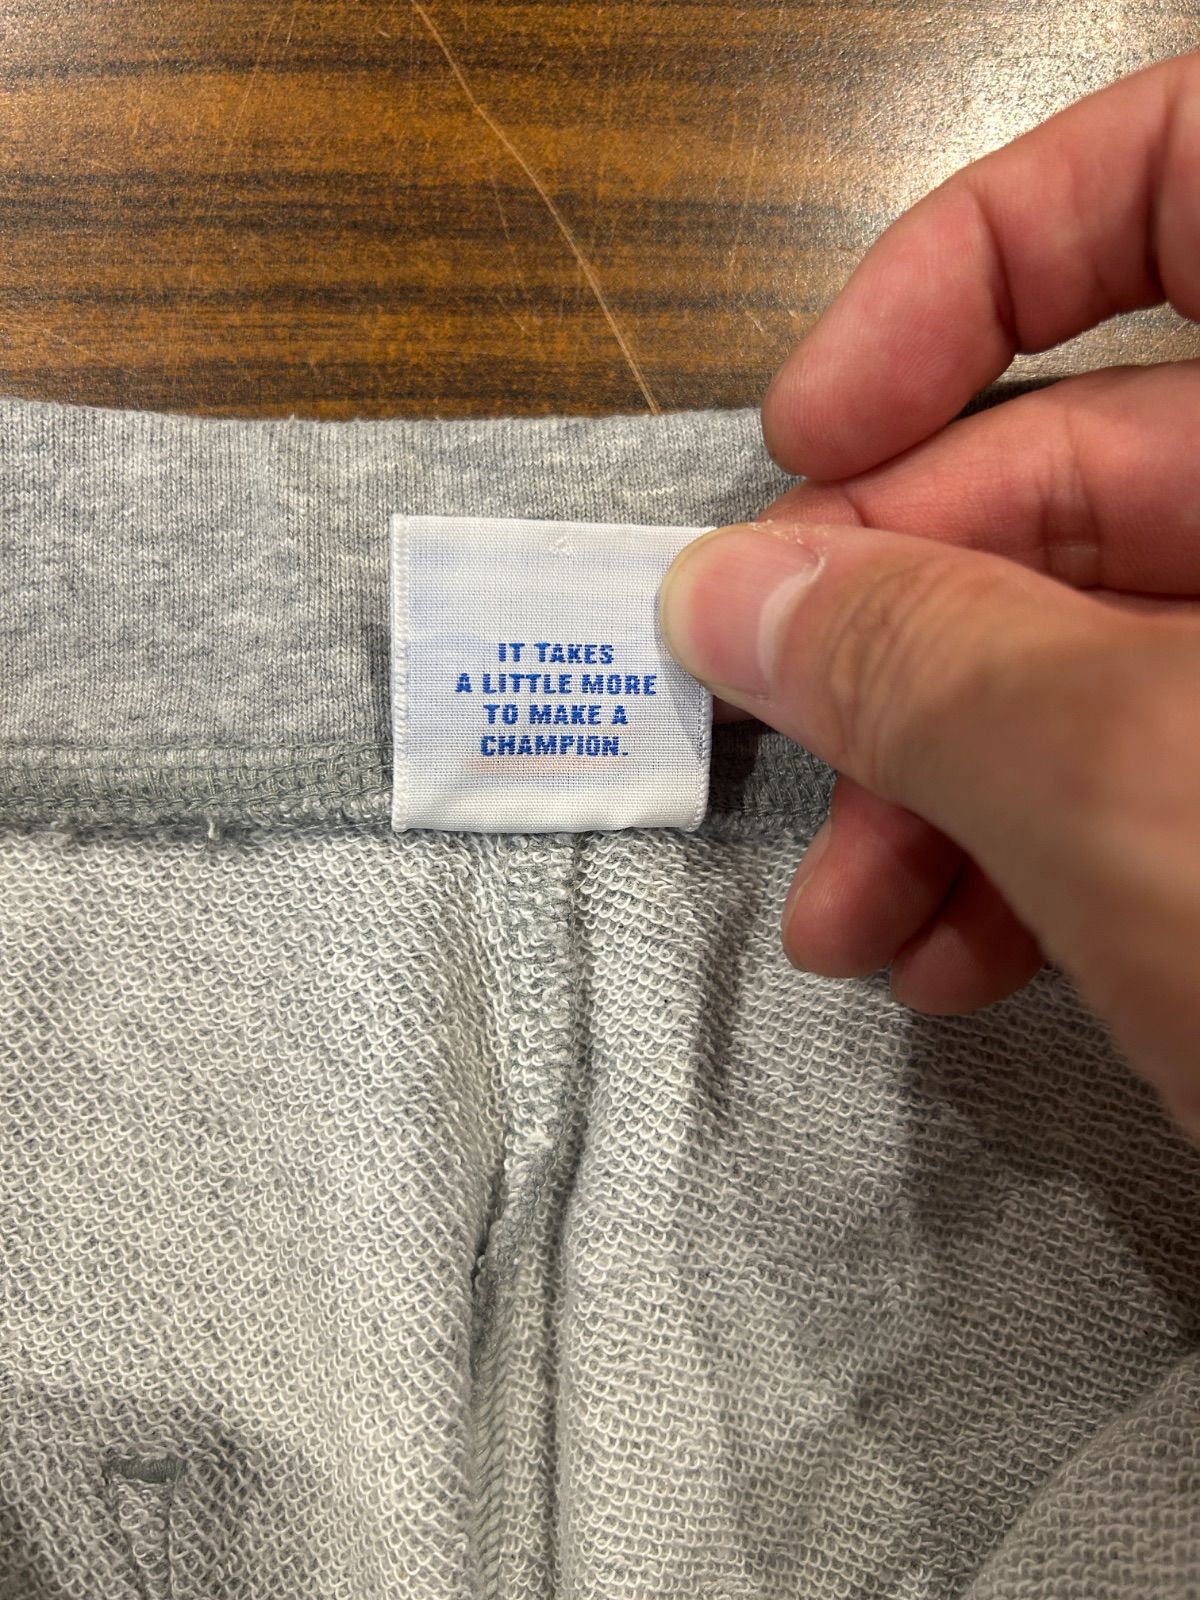 IT TAKES
A LITTLE MORE
TO MAKE A
CHAMPION.